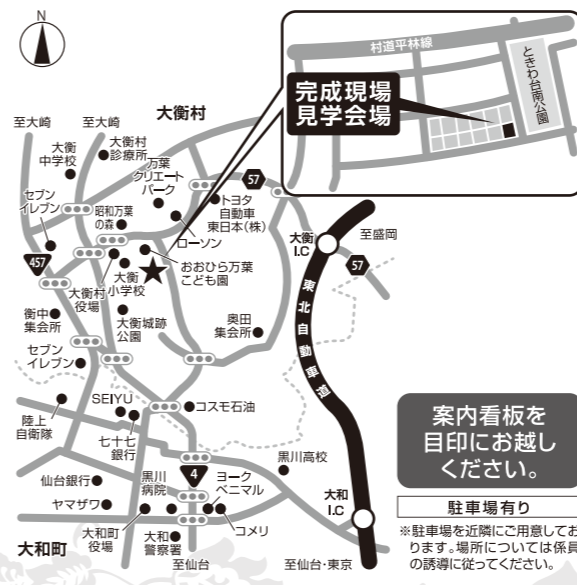 N
村道平林線
ときわ台南公園
完成現場
見学会場
大衡村
至大崎
至大崎
大衡
中学校
大衡村
診療所
万葉
クリエート
パーク
57
トヨタ
自動車
東日本(株)
セブン
イレブン
昭和万葉
の森
ローソン
大衡
I.C
至盛岡
57
457
おおひら万葉
こども園
大衡村
役場
大衡
小学校
東北自動車道
衡中
集会所
大衡城跡
公園
奥田
集会所
セブン
イレブン
SEIYU
コスモ石油
陸上
自衛隊
七十七
銀行
案内看板を
目印にお越し
ください。
仙台銀行
黒川
病院
4
ヨーク
ベニマル
黒川高校
ヤマザワ
大和
I.C
駐車場有り
大和町
役場
大和
警察署
コメリ
※駐車場を近隣にご用意してお
ります。場所については係員
の誘導に従ってください。
大和町
至仙台
至仙台・東京